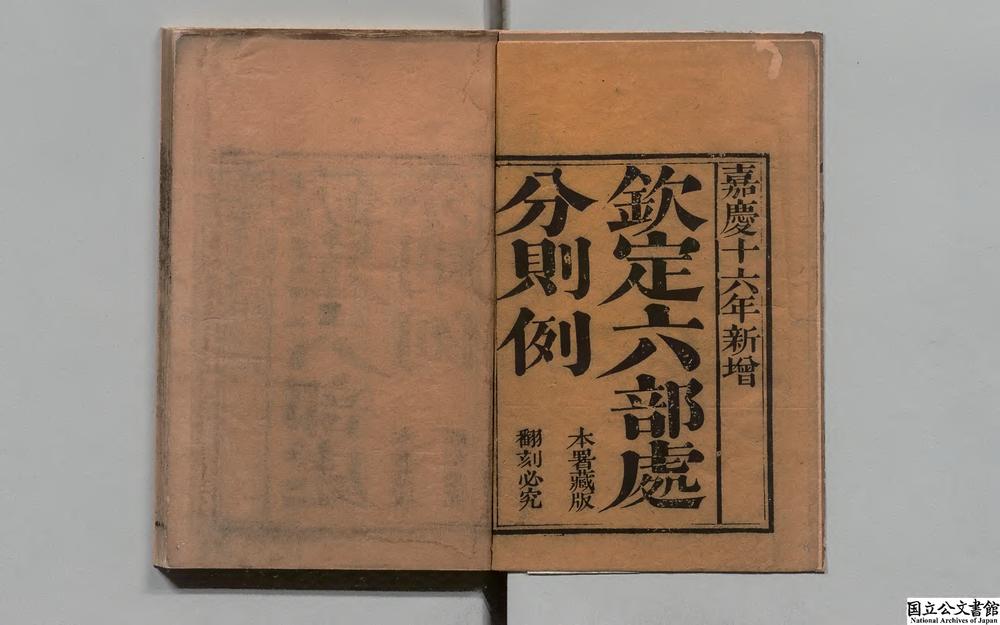 嘉慶十六年新增
欽定六部處
分則例
本署藏版
翻刻必究
国立公文書館
National Archives of Japan